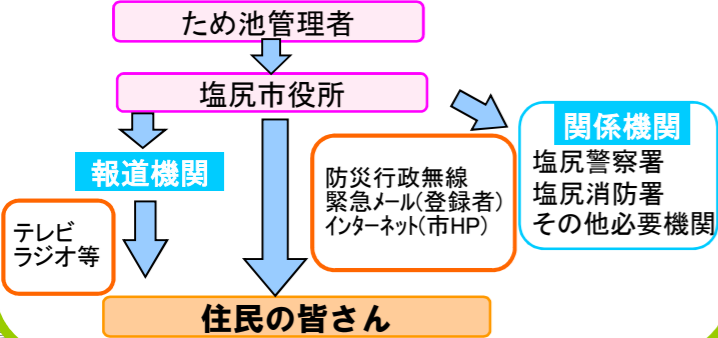 ため池管理者
塩尻市役所
報道機関
関係機関
塩尻警察署
塩尻消防署
その他必要機関
防災行政無線
緊急メール(登録者)
インターネット(市HP)
テレビ
ラジオ等
住民の皆さん